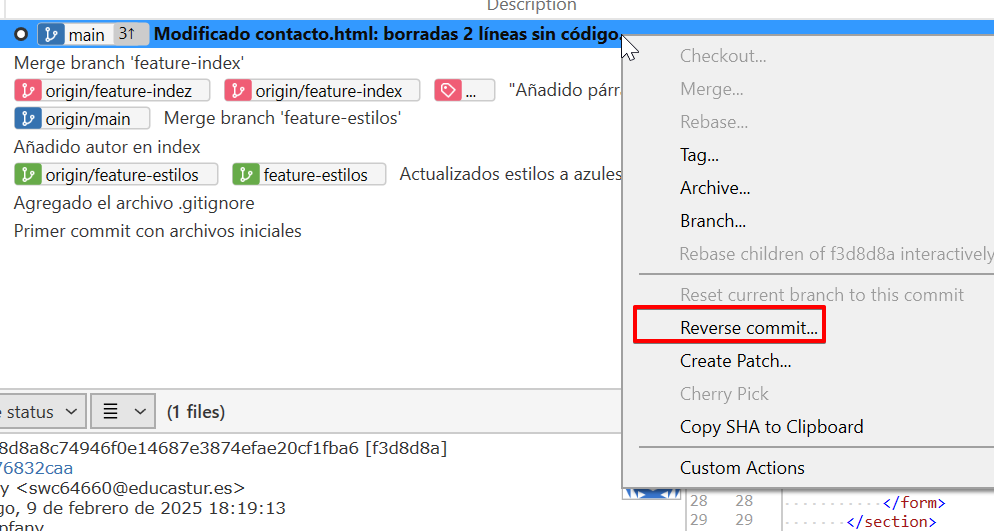 Description
main 3↑ Modificado contacto.html: borradas 2 líneas sin código.
Merge branch 'feature-index'
origin/feature-indez origin/feature-index ... "Añadido párra
origin/main Merge branch 'feature-estilos'
Añadido autor en index
origin/feature-estilos feature-estilos Actualizados estilos a azules
Agregado el archivo .gitignore
Primer commit con archivos iniciales
Checkout...
Merge...
Rebase...
Tag...
Archive...
Branch...
Rebase children of f3d8d8a interactively
Reset current branch to this commit
Reverse commit...
Create Patch...
Cherry Pick
Copy SHA to Clipboard
Custom Actions
e status (1 files)
8d8a8c74946f0e14687e3874efae20cf1fba6 [f3d8d8a]
76832caa
y <swc64660@educastur.es>
go, 9 de febrero de 2025 18:19:13
28 28 </form>
29 29 </section>